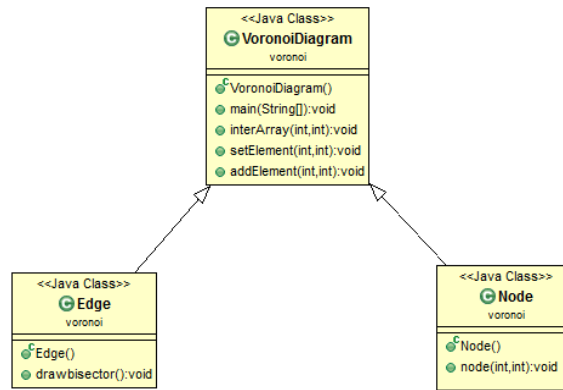 <<Java Class>>
VoronoiDiagram
voronoi
VoronoiDiagram()
main(String[]):void
interArray(int,int):void
setElement(int,int):void
addElement(int,int):void
<<Java Class>>
Edge
voronoi
Edge()
drawbisector():void
<<Java Class>>
Node
voronoi
Node()
node(int,int):void